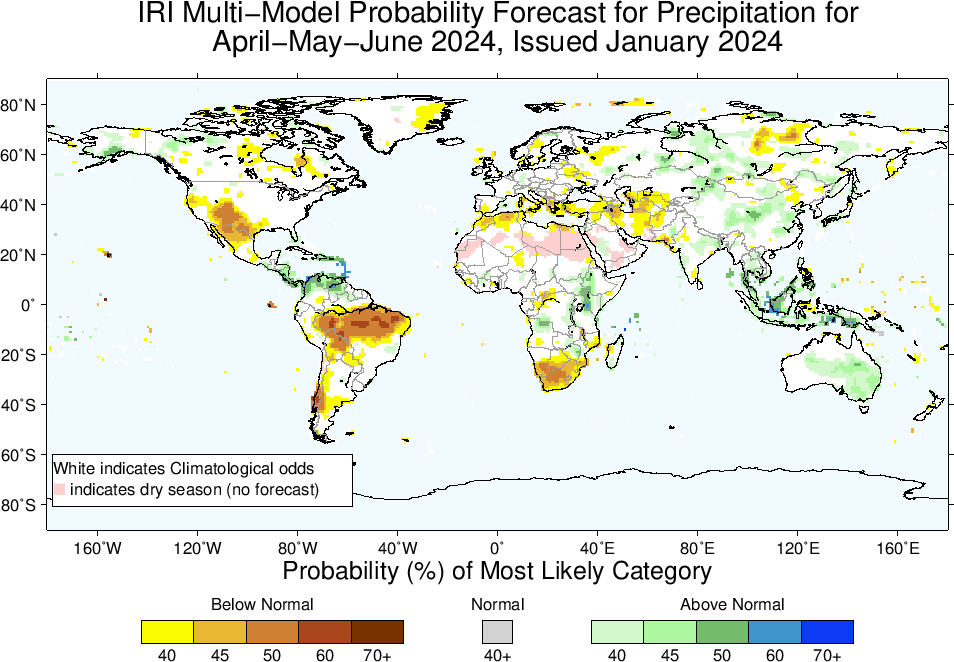 IRI Multi−Model Probability Forecast for Precipitation for
April−May−June 2024, Issued January 2024
80˚N
60˚N
40˚N
20˚N
0˚
20˚S
40˚S
60˚S
80˚S
White indicates Climatological odds
indicates dry season (no forecast)
160˚W 120˚W 80˚W 40˚W 0˚ 40˚E 80˚E 120˚E 160˚E
Probability (%) of Most Likely Category
Below Normal Normal Above Normal
40 45 50 60 70+ 40+ 40 45 50 60 70+